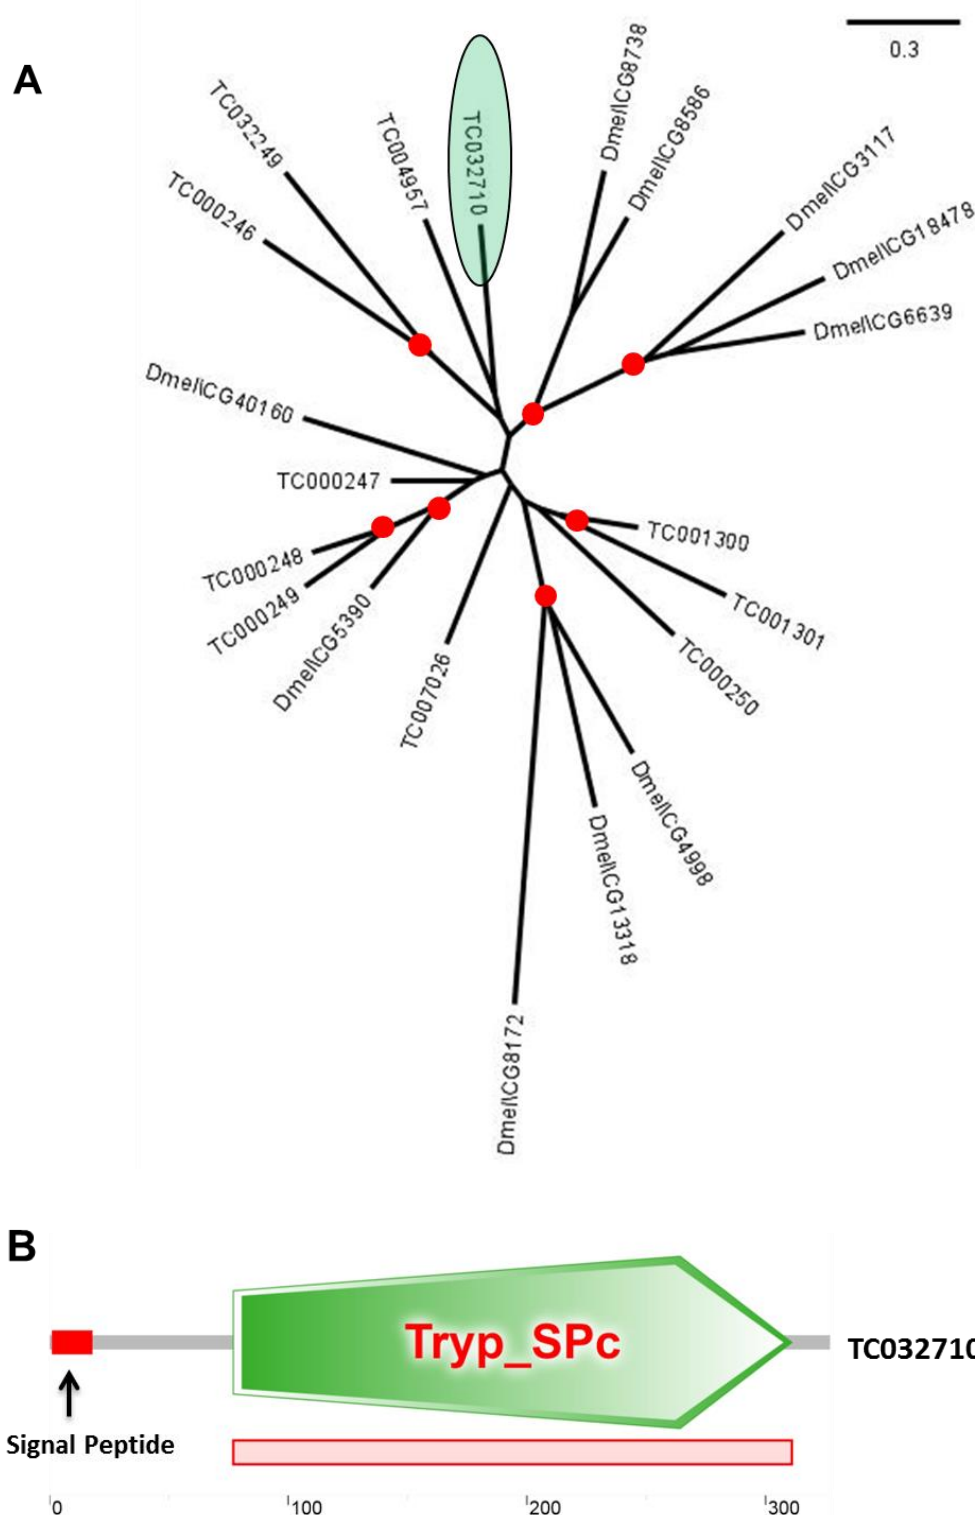 A
0.3
TC032249
TC004957
TC032710
Dmel\CG8738
Dmel\CG8586
Dmel\CG3117
TC000246
Dmel\CG18478
Dmel\CG6639
Dmel\CG40160
TC000247
TC001300
TC000248
TC000249
TC001301
Dmel\CG5390
TC000250
TC007026
Dmel\CG4998
Dmel\CG13318
Dmel\CG8172
B
Tryp_SPc
TC032710
Signal Peptide
0
100
200
300